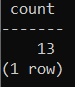 count
-------
13
(1 row)